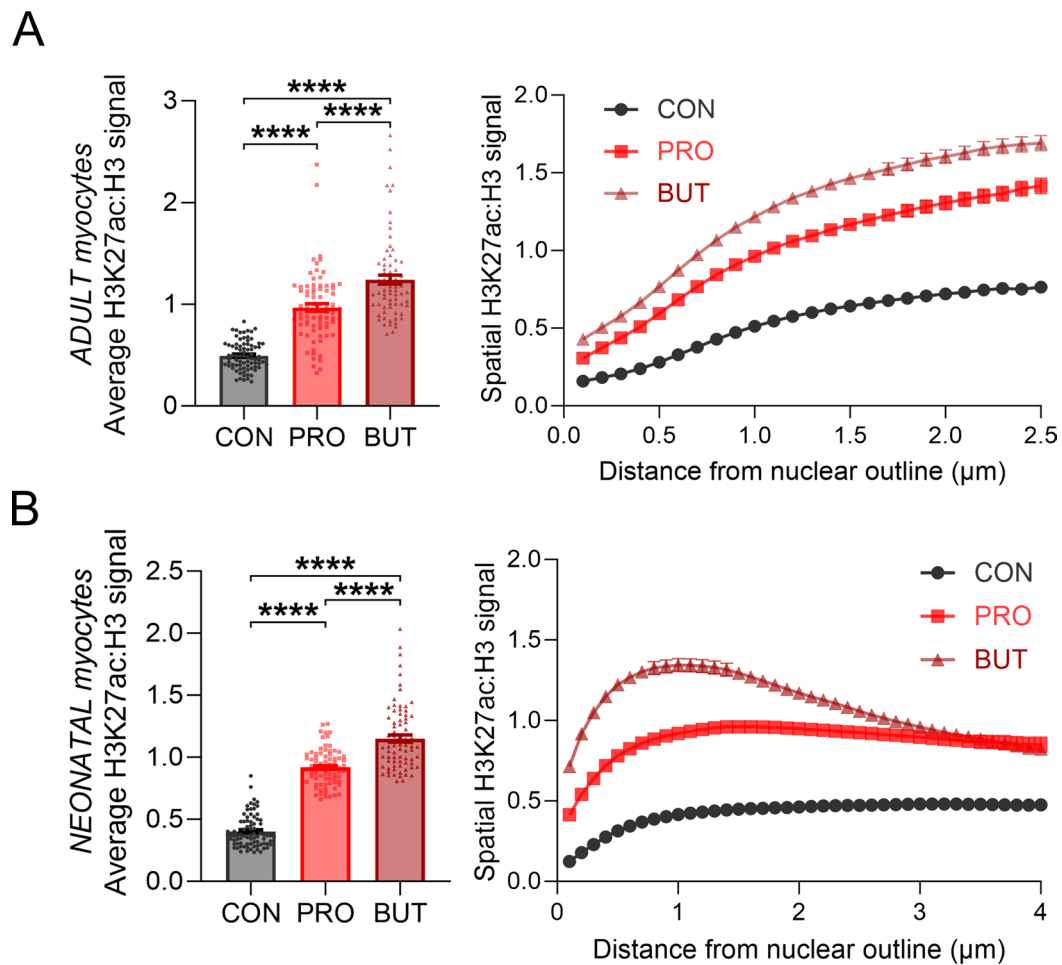 A
ADULT myocytes
Average H3K27ac:H3 signal
3
2
1
0
****
****
****
CON
PRO
BUT
Spatial H3K27ac:H3 signal
2.0
1.5
1.0
0.5
0.0
CON
PRO
BUT
0.0
0.5
1.0
1.5
2.0
2.5
Distance from nuclear outline (µm)
B
NEONATAL myocytes
Average H3K27ac:H3 signal
2.5
2.0
1.5
1.0
0.5
0.0
****
****
****
CON
PRO
BUT
Spatial H3K27ac:H3 signal
2.0
1.5
1.0
0.5
0.0
CON
PRO
BUT
0
1
2
3
4
Distance from nuclear outline (µm)